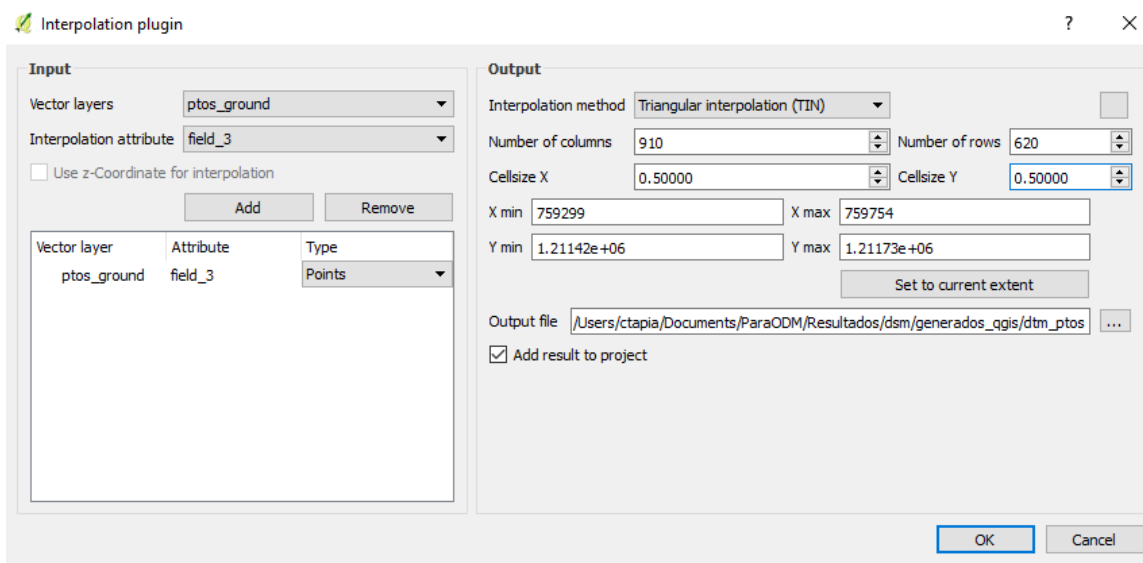 Interpolation plugin ?
Input
Vector layers ptos_ground
Interpolation attribute field_3
Use z-Coordinate for interpolation
Add Remove
Vector layer Attribute Type
ptos_ground field_3 Points
Output
Interpolation method Triangular interpolation (TIN)
Number of columns 910 Number of rows 620
Cellsize X 0.50000 Cellsize Y 0.50000
X min 759299 X max 759754
Y min 1.21142e+06 Y max 1.21173e+06
Set to current extent
Output file /Users/ctapia/Documents/ParaODM/Resultados/dsm/generados_qgis/dtm_ptos ...
Add result to project
OK Cancel